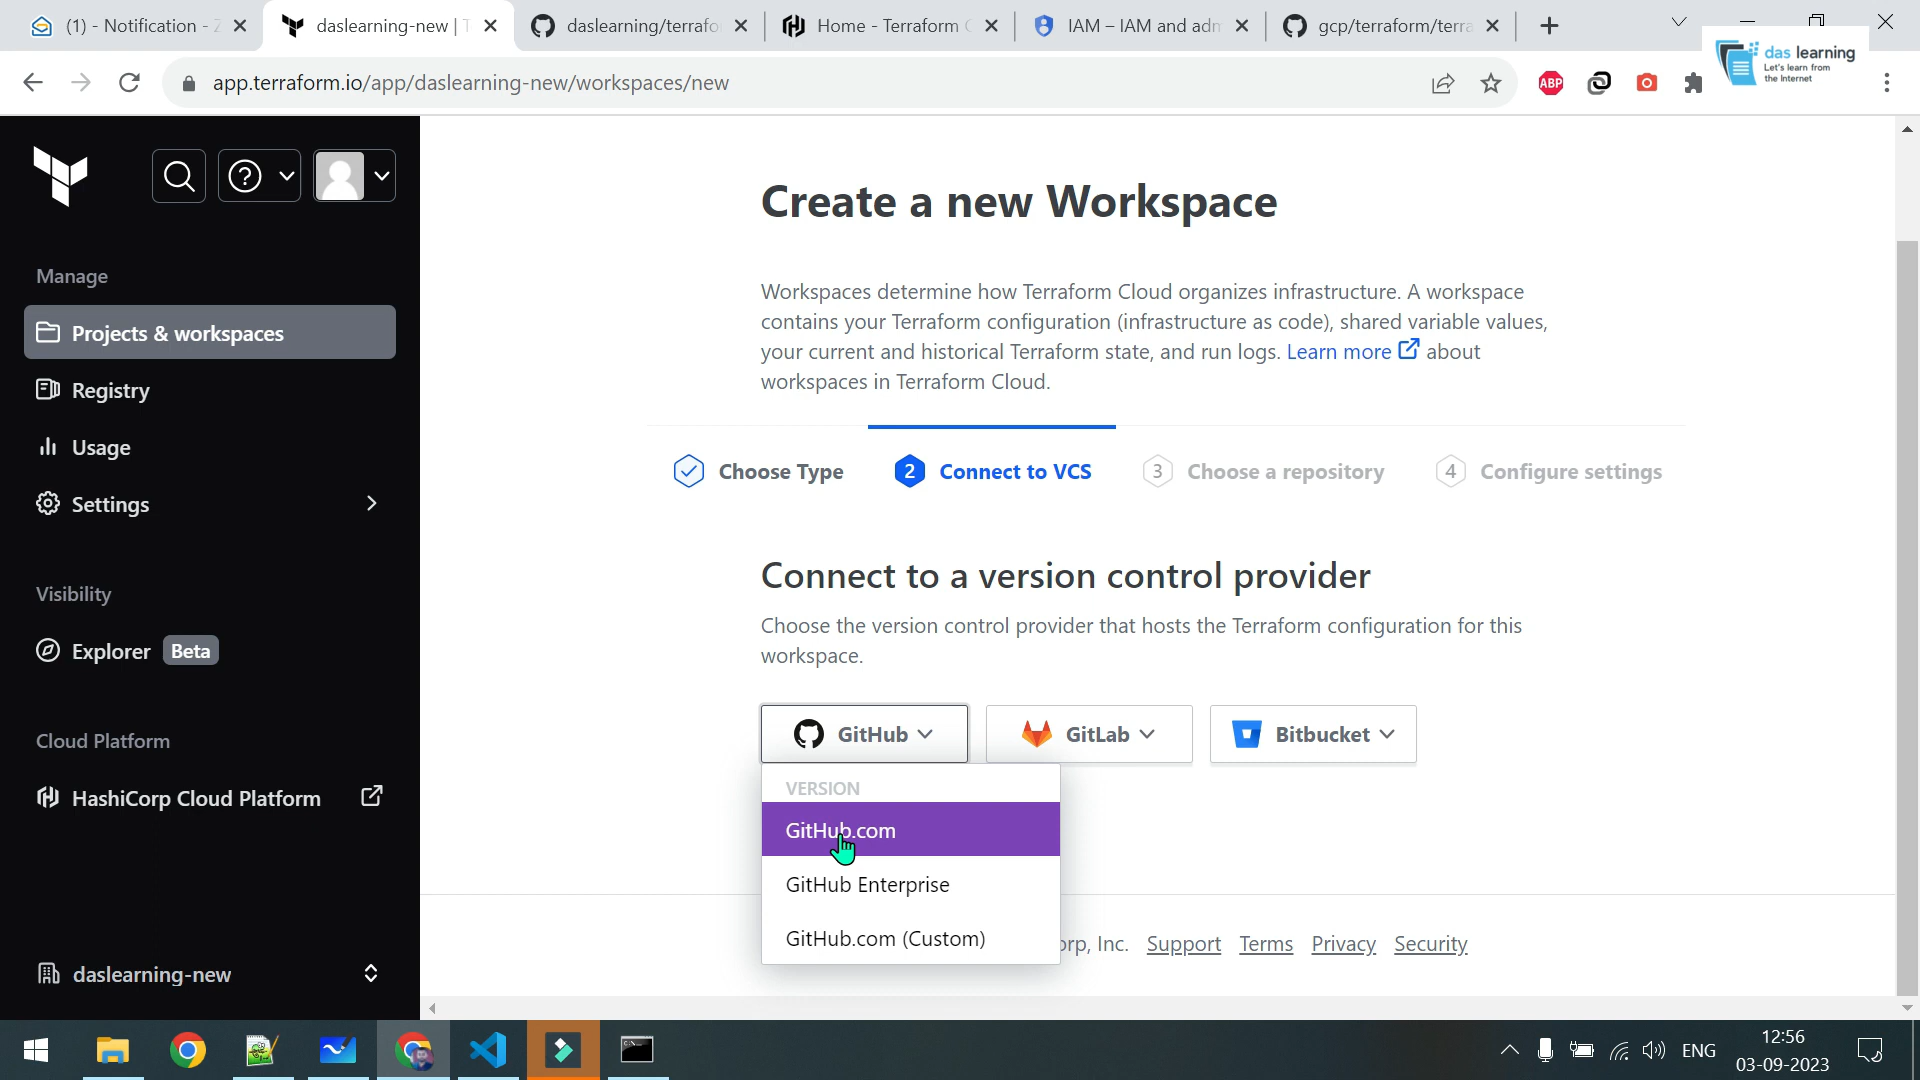 (1) - Notification - Z
daslearning-new | T
daslearning/terrafo
Home - Terraform C
IAM – IAM and adm
gcp/terraform/terra
das learning
Let's learn from
the Internet
app.terraform.io/app/daslearning-new/workspaces/new
ABP
Manage
Projects & workspaces
Registry
Usage
Settings
Visibility
Explorer Beta
Cloud Platform
HashiCorp Cloud Platform
daslearning-new
Create a new Workspace
Workspaces determine how Terraform Cloud organizes infrastructure. A workspace
contains your Terraform configuration (infrastructure as code), shared variable values,
your current and historical Terraform state, and run logs. Learn more about
workspaces in Terraform Cloud.
Choose Type
2 Connect to VCS
3 Choose a repository
4 Configure settings
Connect to a version control provider
Choose the version control provider that hosts the Terraform configuration for this
workspace.
GitHub
GitLab
Bitbucket
VERSION
GitHub.com
GitHub Enterprise
GitHub.com (Custom)
orp, Inc. Support Terms Privacy Security
ENG
12:56
03-09-2023